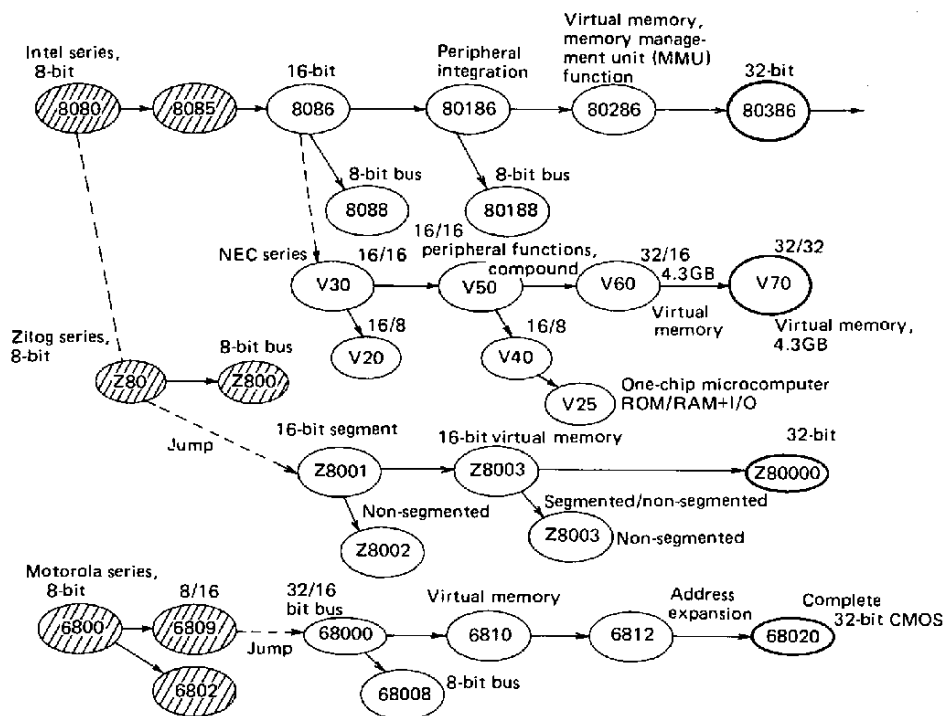 Intel series,
8-bit
8080
8085
16-bit
8086
Peripheral
integration
80186
Virtual memory,
memory manage-
ment unit (MMU)
function
80286
32-bit
80386
8-bit bus
8088
8-bit bus
80188
NEC series
V30
16/16
16/16
peripheral functions,
compound
V50
32/16
4.3GB
V60
Virtual
memory
32/32
V70
Virtual memory,
4.3GB
16/8
V20
16/8
V40
V25
One-chip microcomputer
ROM/RAM+I/O
Zilog series,
8-bit
Z80
8-bit bus
Z800
Jump
16-bit segment
Z8001
16-bit virtual memory
Z8003
32-bit
Z80000
Non-segmented
Z8002
Segmented/non-segmented
Z8003
Non-segmented
Motorola series,
8-bit
6800
8/16
6809
6802
Jump
32/16
bit bus
68000
Virtual memory
6810
6812
Address
expansion
Complete
32-bit CMOS
68020
68008
8-bit bus